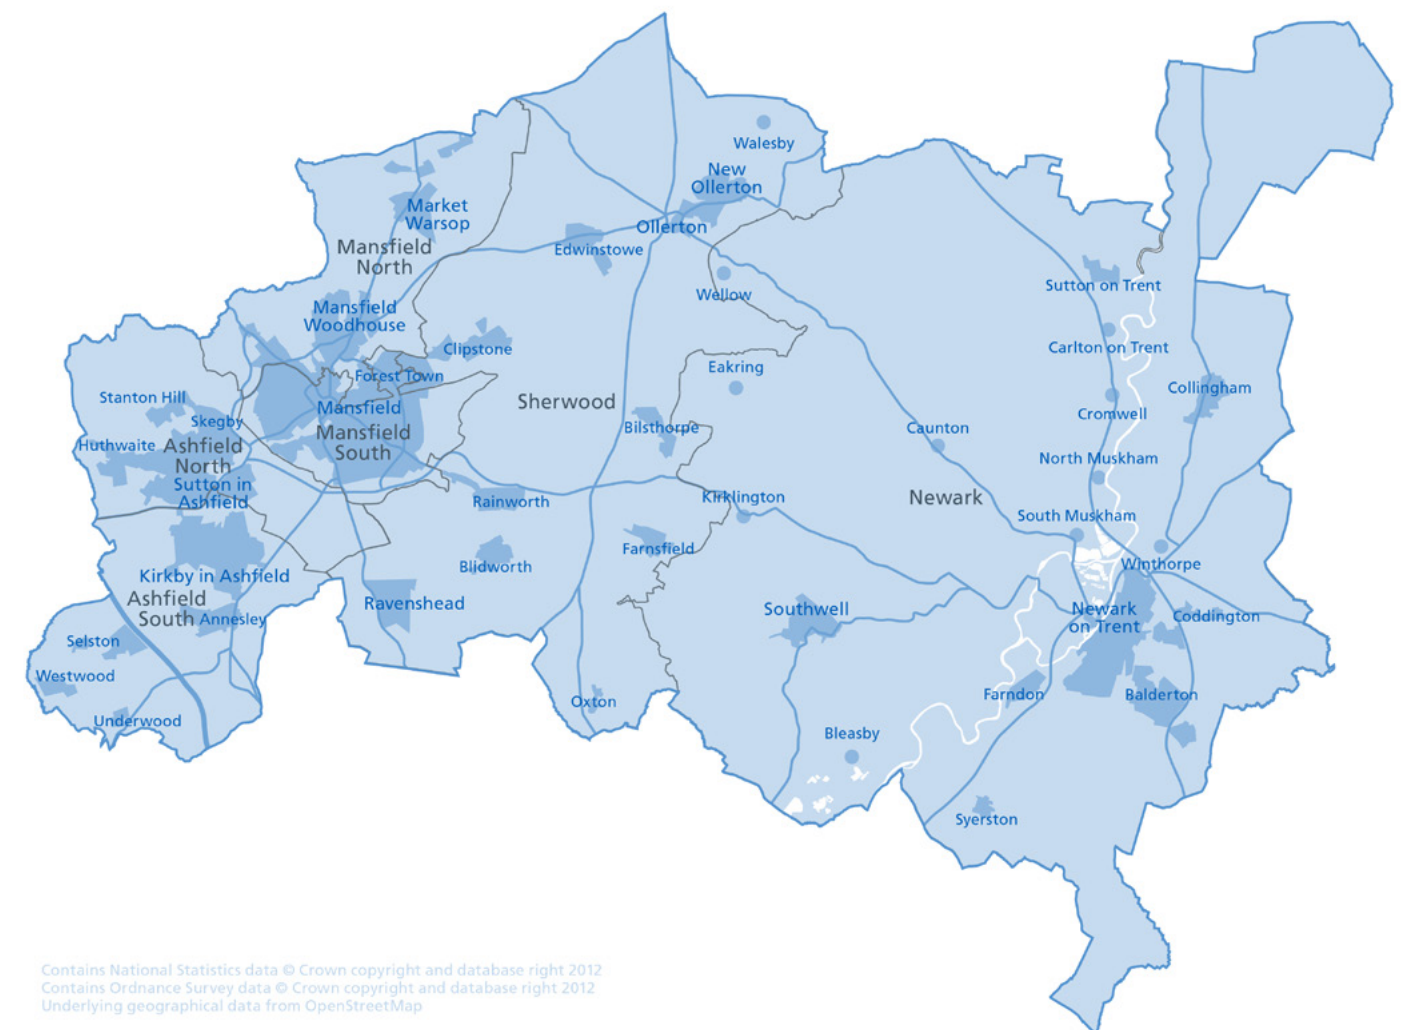 Walesby
New
Ollerton
Market
Warsop
Ollerton
Mansfield
North
Edwinstowe
Sutton on Trent
Wellow
Mansfield
Woodhouse
Clipstone
Carlton on Trent
Eakring
Forest Town
Collingham
Stanton Hill
Sherwood
Mansfield
Cromwell
Skegby
Bilsthorpe
Caunton
Mansfield
South
Huthwaite
Ashfield
North
North Muskham
Sutton in
Ashfield
Kirklington
Newark
Rainworth
South Muskham
Farnsfield
Winthorpe
Blidworth
Kirkby in Ashfield
Ashfield
South
Ravenshead
Southwell
Newark
on Trent
Coddington
Annesley
Selston
Westwood
Farndon
Balderton
Oxton
Underwood
Bleasby
Syerston
Contains National Statistics data © Crown copyright and database right 2012
Contains Ordnance Survey data © Crown copyright and database right 2012
Underlying geographical data from OpenStreetMap